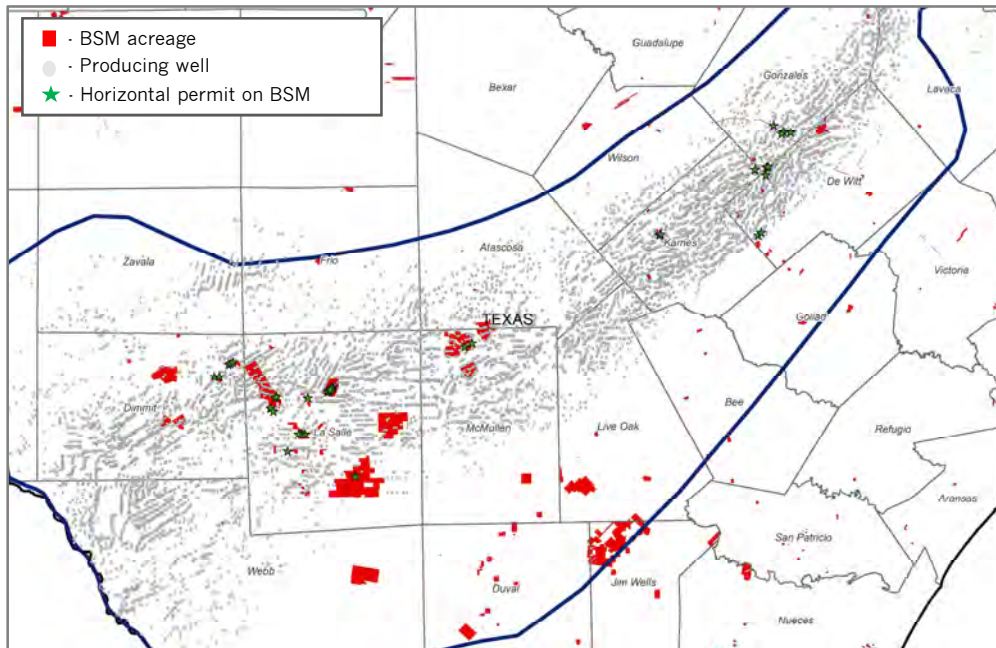 - BSM acreage
- Producing well
- Horizontal permit on BSM
Guadalupe
Gonzales
Lavaca
Bexar
Wilson
De Witt
Karnes
Atascosa
Zavala
Frio
Victoria
Goliad
TEXAS
Bee
Dimmit
La Salle
McMullen
Live Oak
Refugio
Aransas
San Patricio
Webb
Duval
Jim Wells
Nueces